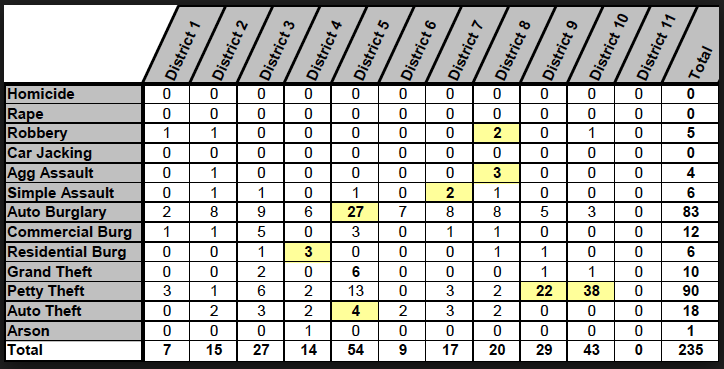 District 1 District 2 District 3 District 4 District 5 District 6 District 7 District 8 District 9 District 10 District 11 Total
Homicide 0 0 0 0 0 0 0 0 0 0 0 0
Rape 0 0 0 0 0 0 0 0 0 0 0 0
Robbery 1 1 0 0 0 0 0 2 0 1 0 5
Car Jacking 0 0 0 0 0 0 0 0 0 0 0 0
Agg Assault 0 1 0 0 0 0 0 3 0 0 0 4
Simple Assault 0 1 1 0 1 0 2 1 0 0 0 6
Auto Burglary 2 8 9 6 27 7 8 8 5 3 0 83
Commercial Burg 1 1 5 0 3 0 1 1 0 0 0 12
Residential Burg 0 0 1 3 0 0 0 1 1 0 0 6
Grand Theft 0 0 2 0 6 0 0 0 1 1 0 10
Petty Theft 3 1 6 2 13 0 3 2 22 38 0 90
Auto Theft 0 2 3 2 4 2 3 2 0 0 0 18
Arson 0 0 0 1 0 0 0 0 0 0 0 1
Total 7 15 27 14 54 9 17 20 29 43 0 235